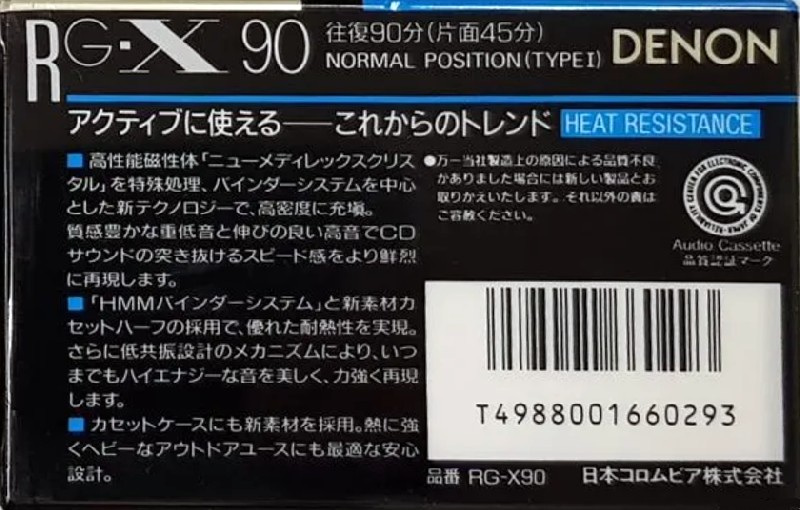 RG·X 90
往復90分(片面45分)
NORMAL POSITION(TYPEⅠ)
DENON
アクティブに使える——これからのトレンド
HEAT RESISTANCE
■ 高性能磁性体「ニューメディレックスクリス
タル」を特殊処理、バインダーシステムを中心
とした新テクノロジーで、高密度に充塡。
質感豊かな重低音と伸びの良い高音でCD
サウンドの突き抜けるスピード感をより鮮烈
に再現します。
■ 「HMMバインダーシステム」と新素材カ
セットハーフの採用で、優れた耐熱性を実現。
さらに低共振設計のメカニズムにより、いつ
までもハイエナジーな音を美しく、力強く再現
します。
■ カセットケースにも新素材を採用。熱に強
くヘビーなアウトドアユースにも最適な安心
設計。
●万一当社製造上の原因による品質不良
がありました場合には新しい製品とお
取りかえいたします。それ以外の責は
ご容赦ください。
Audio Cassette
品質認証マーク
T4988001660293
品番 RG-X90
日本コロムビア株式会社